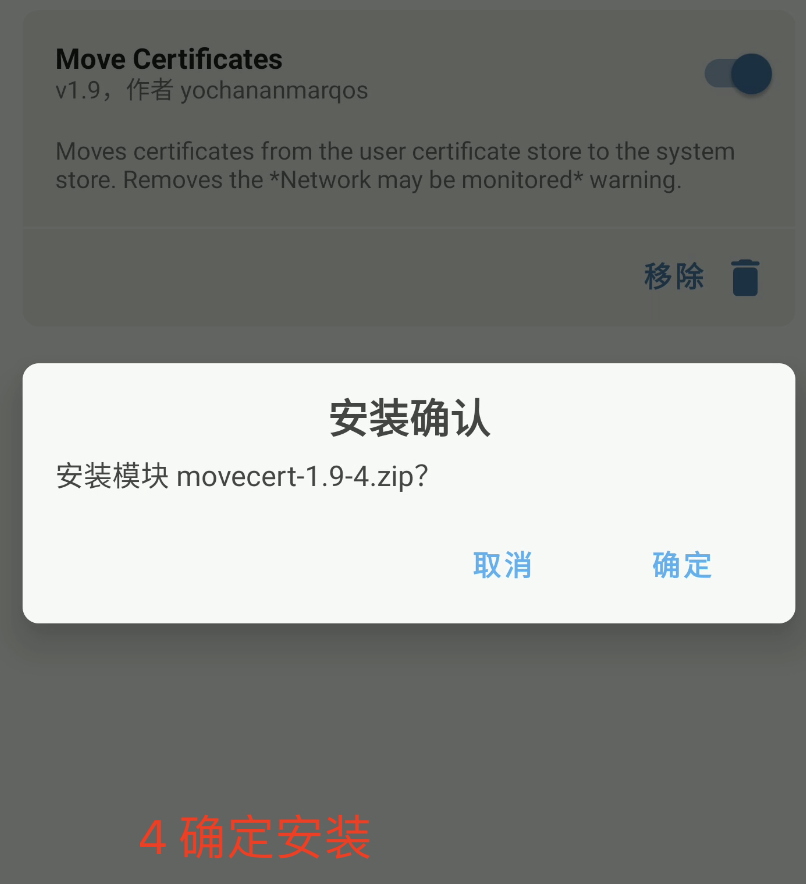 Move Certificates
v1.9，作者 yochananmarqos
Moves certificates from the user certificate store to the system
store. Removes the *Network may be monitored* warning.
移除
安装确认
安装模块 movecert-1.9-4.zip?
取消
确定
4 确定安装